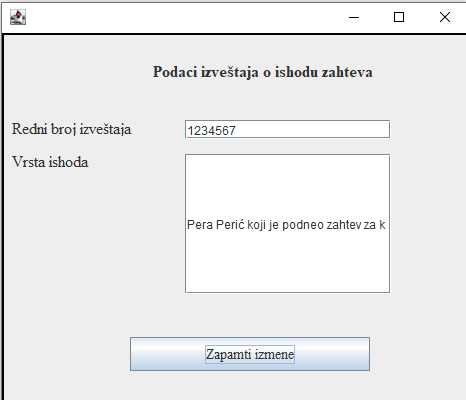 Podaci izveštaja o ishodu zahteva
Redni broj izveštaja 1234567
Vrsta ishoda
Pera Perić koji je podneo zahtev za k
Zapamti izmene